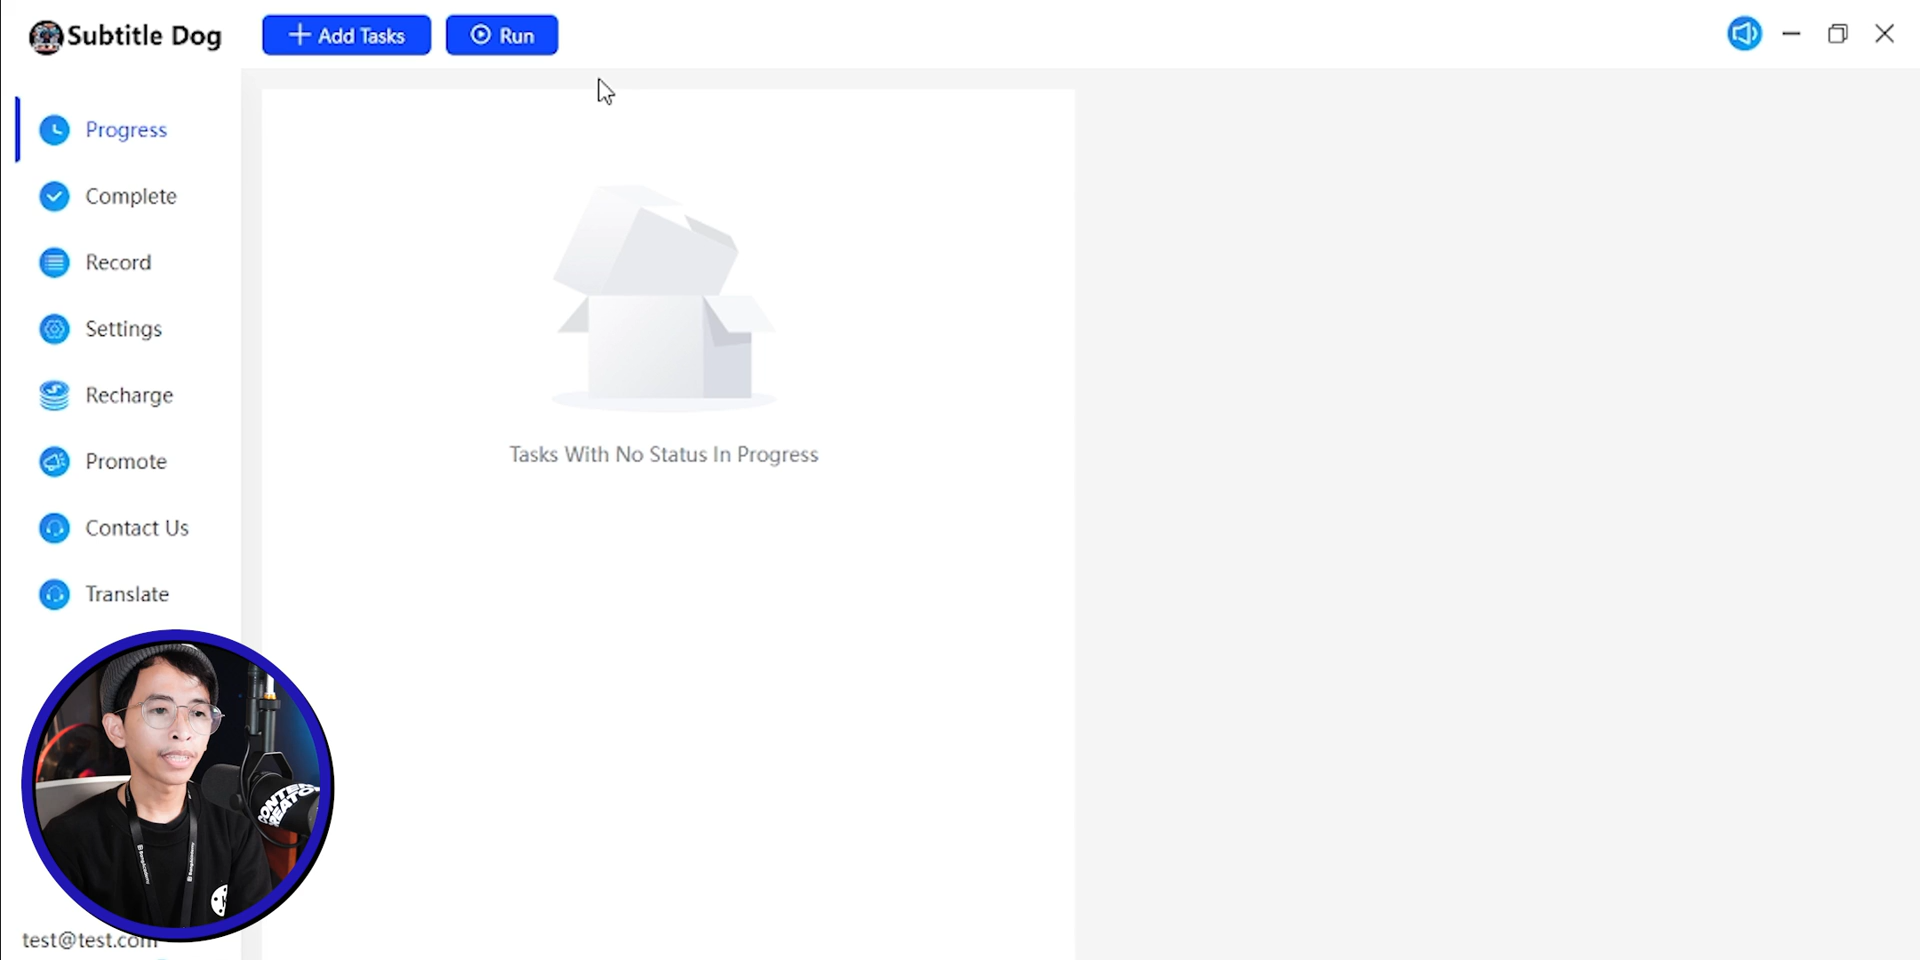 Subtitle Dog
Add Tasks
Run
Progress
Complete
Record
Settings
Recharge
Promote
Contact Us
Translate
Tasks With No Status In Progress
test@test.com